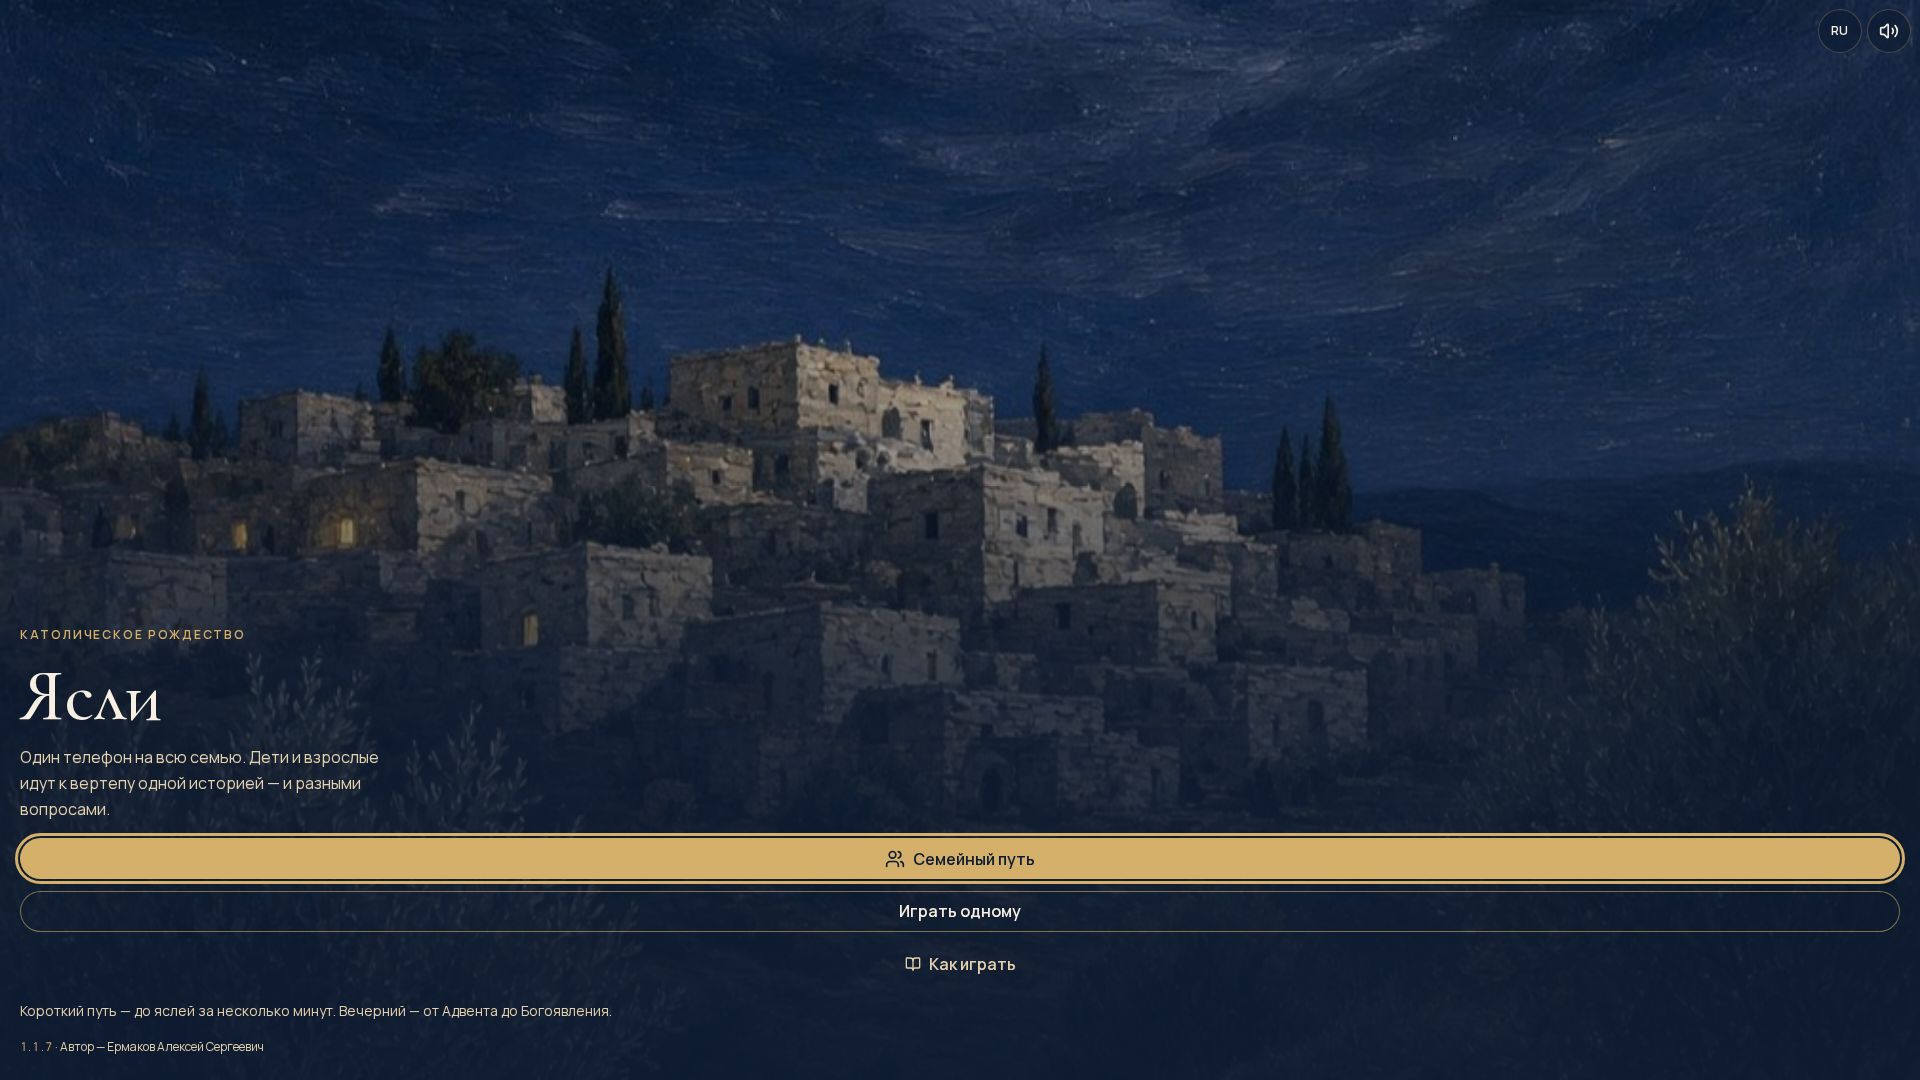 RU
КАТОЛИЧЕСКОЕ РОЖДЕСТВО
Ясли
Один телефон на всю семью. Дети и взрослые
идут к вертепу одной историей — и разными
вопросами.
Семейный путь
Играть одному
Как играть
Короткий путь — до яслей за несколько минут. Вечерний — от Адвента до Богоявления.
1.1.7 · Автор — Ермаков Алексей Сергеевич